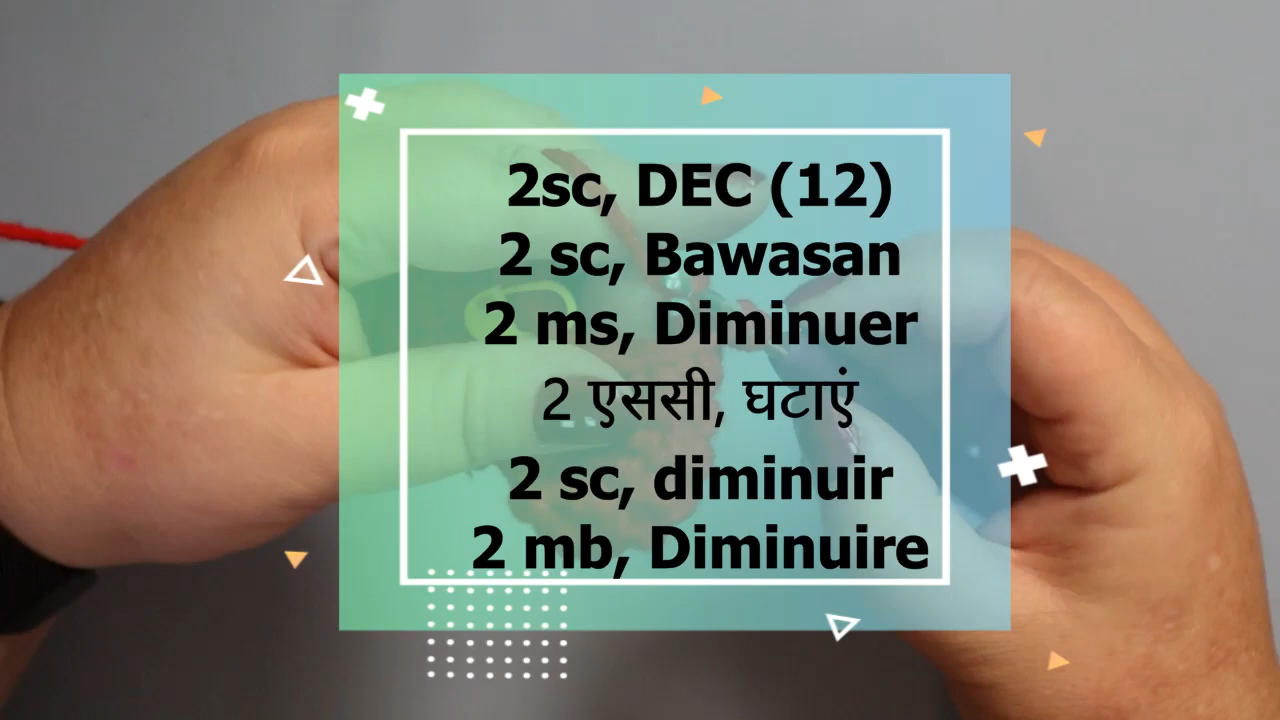 2sc, DEC (12)
2 sc, Bawasan
2 ms, Diminuer
2 एससी, घटाएं
2 sc, diminuir
2 mb, Diminuire